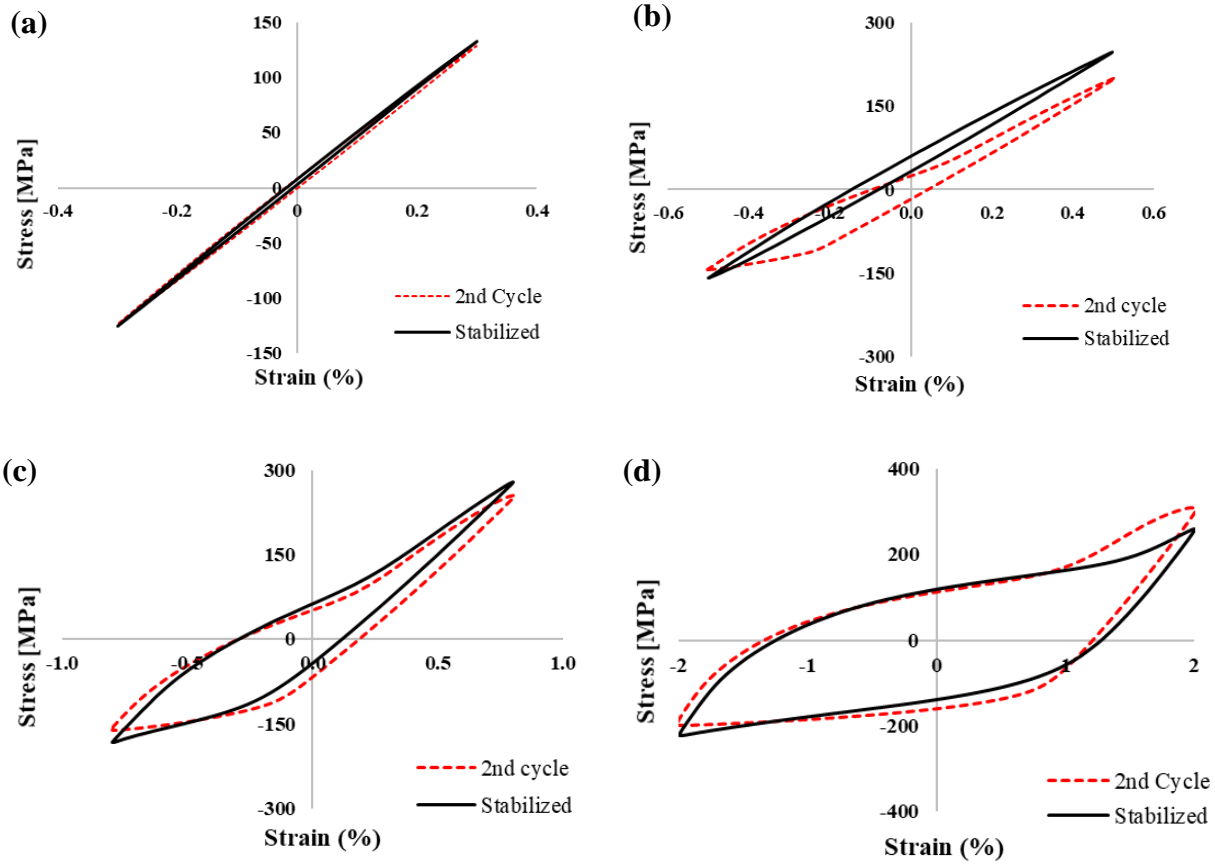 (a)
150
100
50
0
-50
-100
-150
-0.4
-0.2
0
0.2
0.4
Stress [MPa]
Strain (%)
2nd Cycle
Stabilized
(b)
300
150
0
-150
-300
-0.6
-0.4
-0.2
0.0
0.2
0.4
0.6
Stress [MPa]
Strain (%)
2nd cycle
Stabilized
(c)
300
150
0
-150
-300
-1.0
-0.5
0.0
0.5
1.0
Stress [MPa]
Strain (%)
2nd cycle
Stabilized
(d)
400
200
0
-200
-400
-2
-1
0
1
2
Stress [MPa]
Strain (%)
2nd Cycle
Stabilized